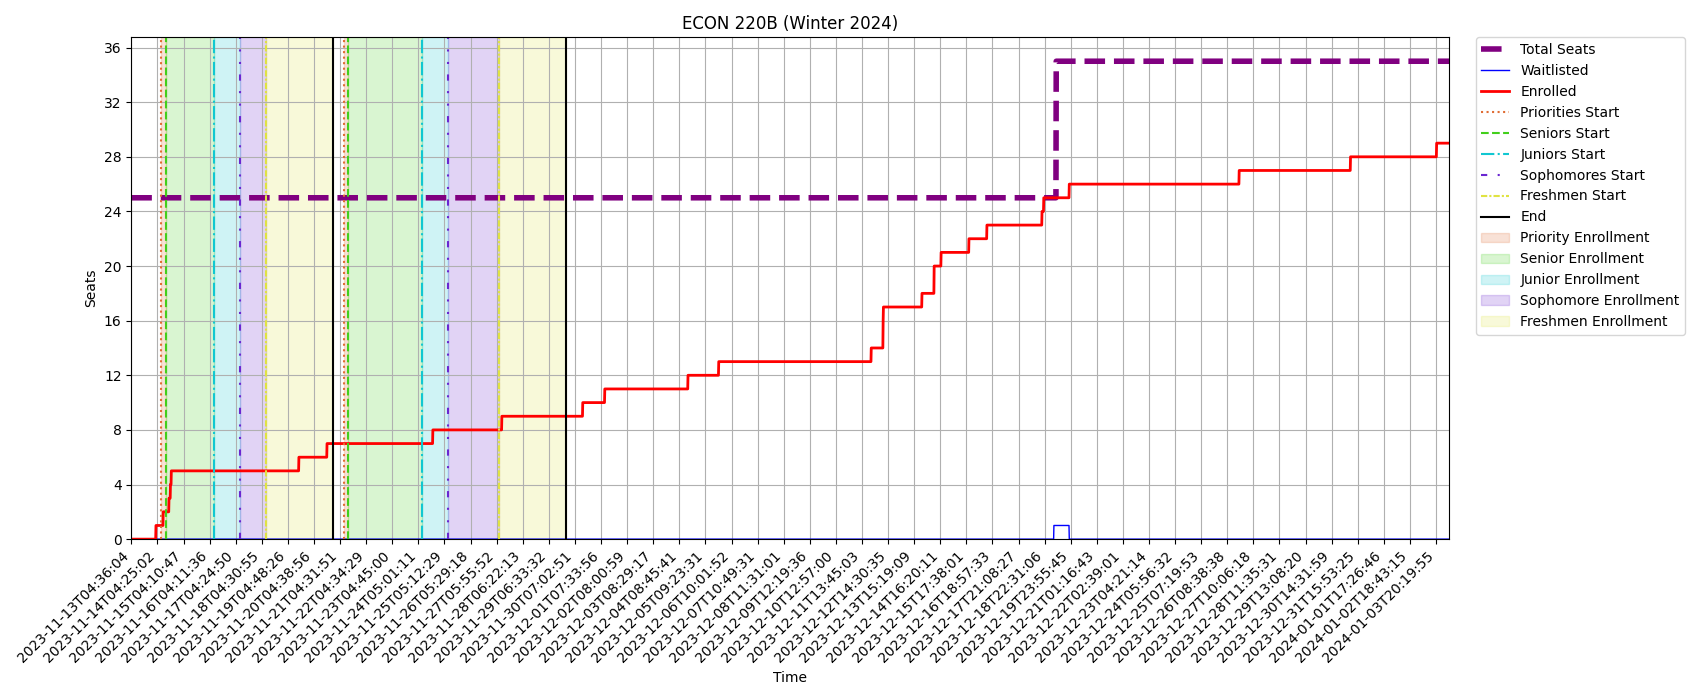 ECON 220B (Winter 2024)
36
32
28
24
20
16
12
8
4
0
Seats
2023-11-13T04:36:04
2023-11-14T04:25:02
2023-11-15T04:10:47
2023-11-16T04:11:36
2023-11-17T04:24:50
2023-11-18T04:30:55
2023-11-19T04:48:26
2023-11-20T04:38:56
2023-11-21T04:31:51
2023-11-22T04:34:29
2023-11-23T04:45:00
2023-11-24T05:01:11
2023-11-25T05:12:29
2023-11-26T05:29:18
2023-11-27T05:55:52
2023-11-28T06:22:13
2023-11-29T06:33:32
2023-11-30T07:02:51
2023-12-01T07:33:56
2023-12-02T08:00:59
2023-12-03T08:29:17
2023-12-04T08:45:41
2023-12-05T09:23:31
2023-12-06T10:01:52
2023-12-07T10:49:31
2023-12-08T11:31:01
2023-12-09T12:19:36
2023-12-10T12:57:00
2023-12-11T13:45:03
2023-12-12T14:30:35
2023-12-13T15:19:09
2023-12-14T16:20:11
2023-12-15T17:38:01
2023-12-16T18:57:33
2023-12-17T21:08:27
2023-12-18T22:31:06
2023-12-19T23:55:45
2023-12-21T01:16:43
2023-12-22T02:39:01
2023-12-23T04:21:14
2023-12-24T05:56:32
2023-12-25T07:19:53
2023-12-26T08:38:38
2023-12-27T10:06:18
2023-12-28T11:35:31
2023-12-29T13:08:20
2023-12-30T14:31:59
2023-12-31T15:53:25
2024-01-01T17:26:46
2024-01-02T18:43:15
2024-01-03T20:19:55
Time
Total Seats
Waitlisted
Enrolled
Priorities Start
Seniors Start
Juniors Start
Sophomores Start
Freshmen Start
End
Priority Enrollment
Senior Enrollment
Junior Enrollment
Sophomore Enrollment
Freshmen Enrollment